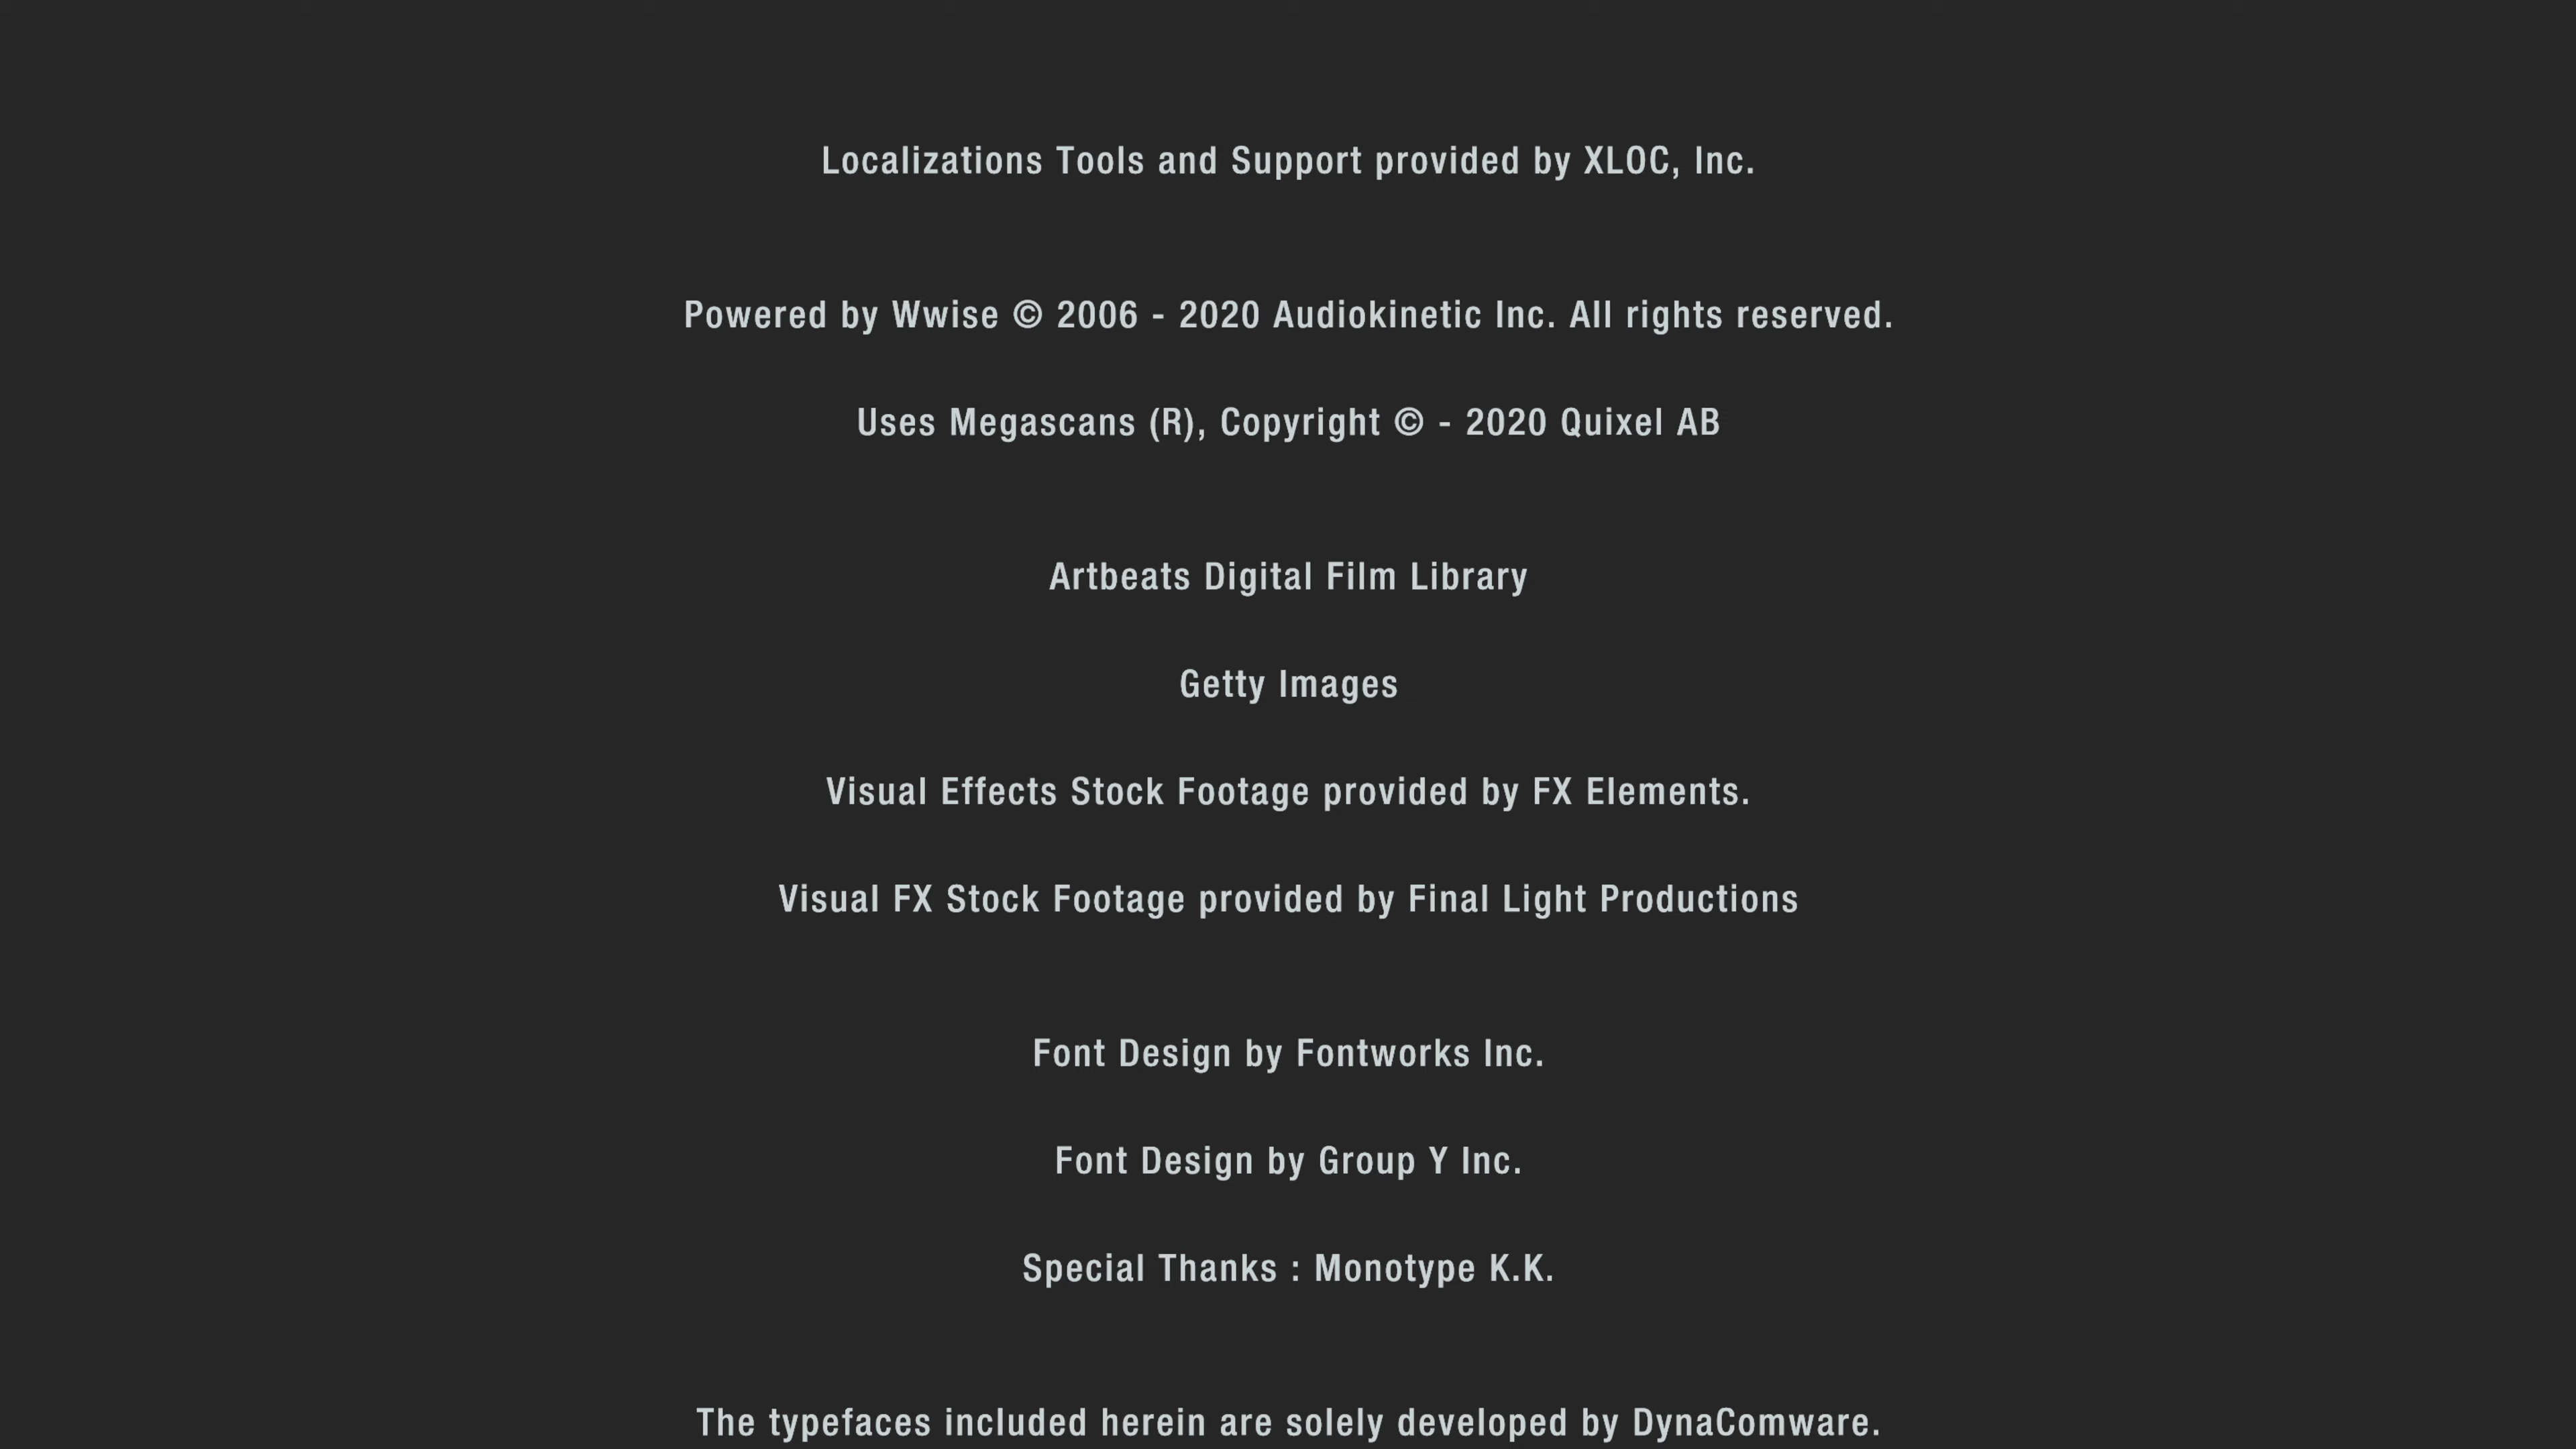 Localizations Tools and Support provided by XLOC, Inc.
Powered by Wwise © 2006 - 2020 Audiokinetic Inc. All rights reserved.
Uses Megascans (R), Copyright © - 2020 Quixel AB
Artbeats Digital Film Library
Getty Images
Visual Effects Stock Footage provided by FX Elements.
Visual FX Stock Footage provided by Final Light Productions
Font Design by Fontworks Inc.
Font Design by Group Y Inc.
Special Thanks : Monotype K.K.
The typefaces included herein are solely developed by DynaComware.